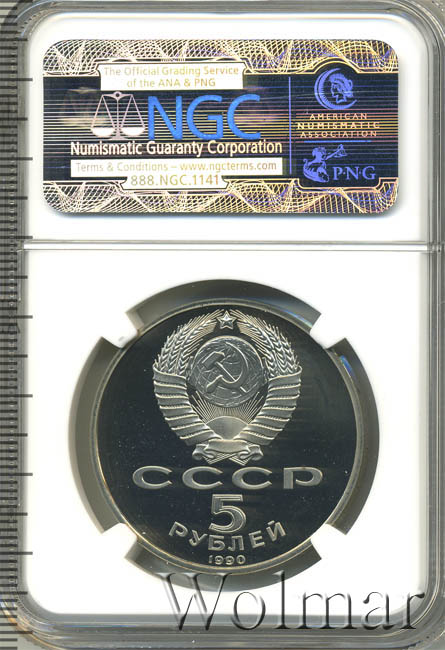 The Official Grading Service
of the ANA & PNG
NGC
Numismatic Guaranty Corporation
Terms & Conditions – www.ngcterms.com
888.NGC.1141
AMERICAN
NUMISMATIC
ASSOCIATION
P·N·G
СССР
5
РУБЛЕЙ
1990
Wolmar